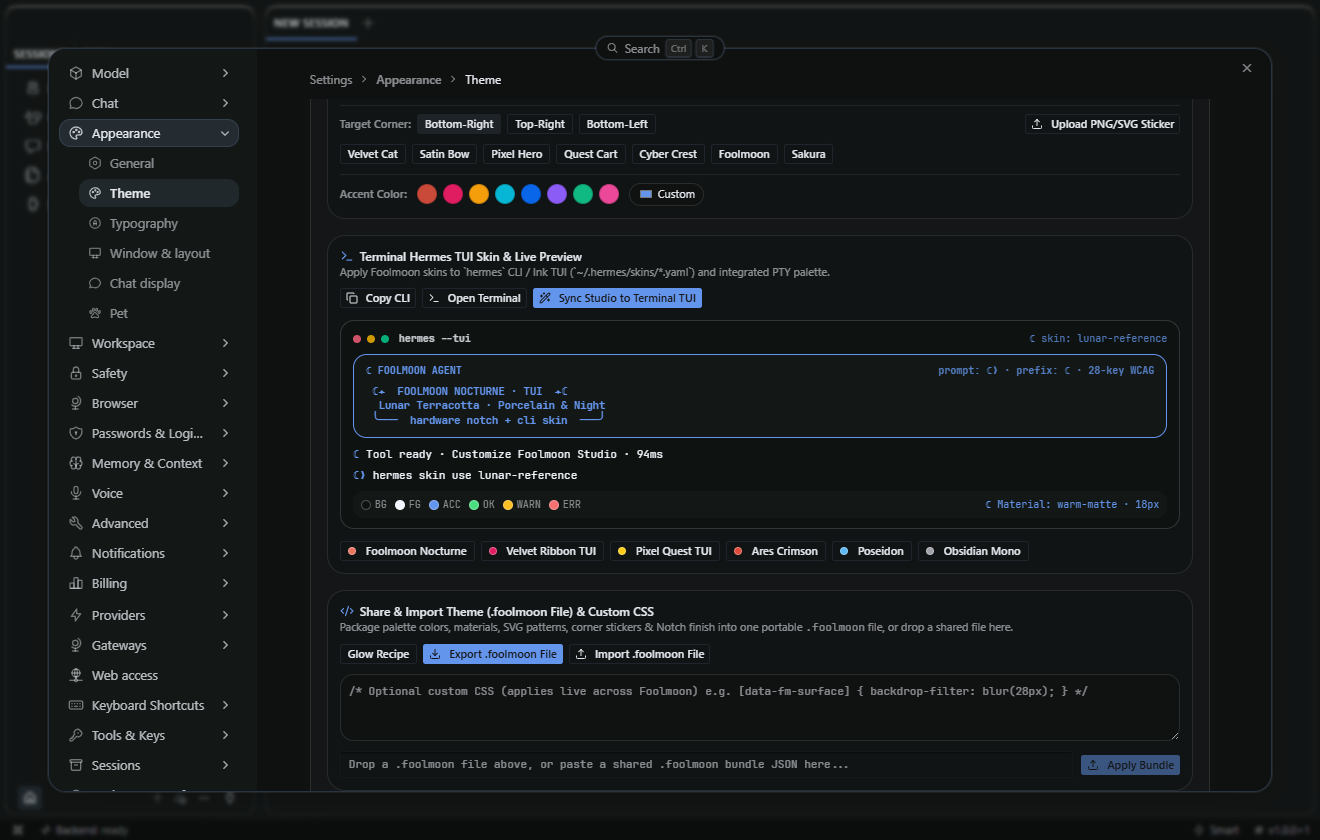 NEW SESSION
SESSION
Search Ctrl K
Model
Chat
Appearance
General
Theme
Typography
Window & layout
Chat display
Pet
Workspace
Safety
Browser
Passwords & Logi...
Memory & Context
Voice
Advanced
Notifications
Billing
Providers
Gateways
Web access
Keyboard Shortcuts
Tools & Keys
Sessions
Settings > Appearance > Theme
Target Corner: Bottom-Right Top-Right Bottom-Left Upload PNG/SVG Sticker
Velvet Cat Satin Bow Pixel Hero Quest Cart Cyber Crest Foolmoon Sakura
Accent Color: Custom
Terminal Hermes TUI Skin & Live Preview
Apply Foolmoon skins to `hermes` CLI / Ink TUI (`~/.hermes/skins/*.yaml`) and integrated PTY palette.
Copy CLI Open Terminal Sync Studio to Terminal TUI
hermes --tui ☾ skin: lunar-reference
☾ FOOLMOON AGENT prompt: ☾❩ · prefix: ☾ · 28-key WCAG
FOOLMOON NOCTURNE · TUI
Lunar Terracotta · Porcelain & Night
hardware notch + cli skin
☾ Tool ready · Customize Foolmoon Studio · 94ms
☾❩ hermes skin use lunar-reference
BG FG ACC OK WARN ERR ☾ Material: warm-matte · 18px
Foolmoon Nocturne Velvet Ribbon TUI Pixel Quest TUI Ares Crimson Poseidon Obsidian Mono
</> Share & Import Theme (.foolmoon File) & Custom CSS
Package palette colors, materials, SVG patterns, corner stickers & Notch finish into one portable .foolmoon file, or drop a shared file here.
Glow Recipe Export .foolmoon File Import .foolmoon File
/* Optional custom CSS (applies live across Foolmoon) e.g. [data-fm-surface] { backdrop-filter: blur(28px); } */
Drop a .foolmoon file above, or paste a shared .foolmoon bundle JSON here...
Apply Bundle
Backend ready